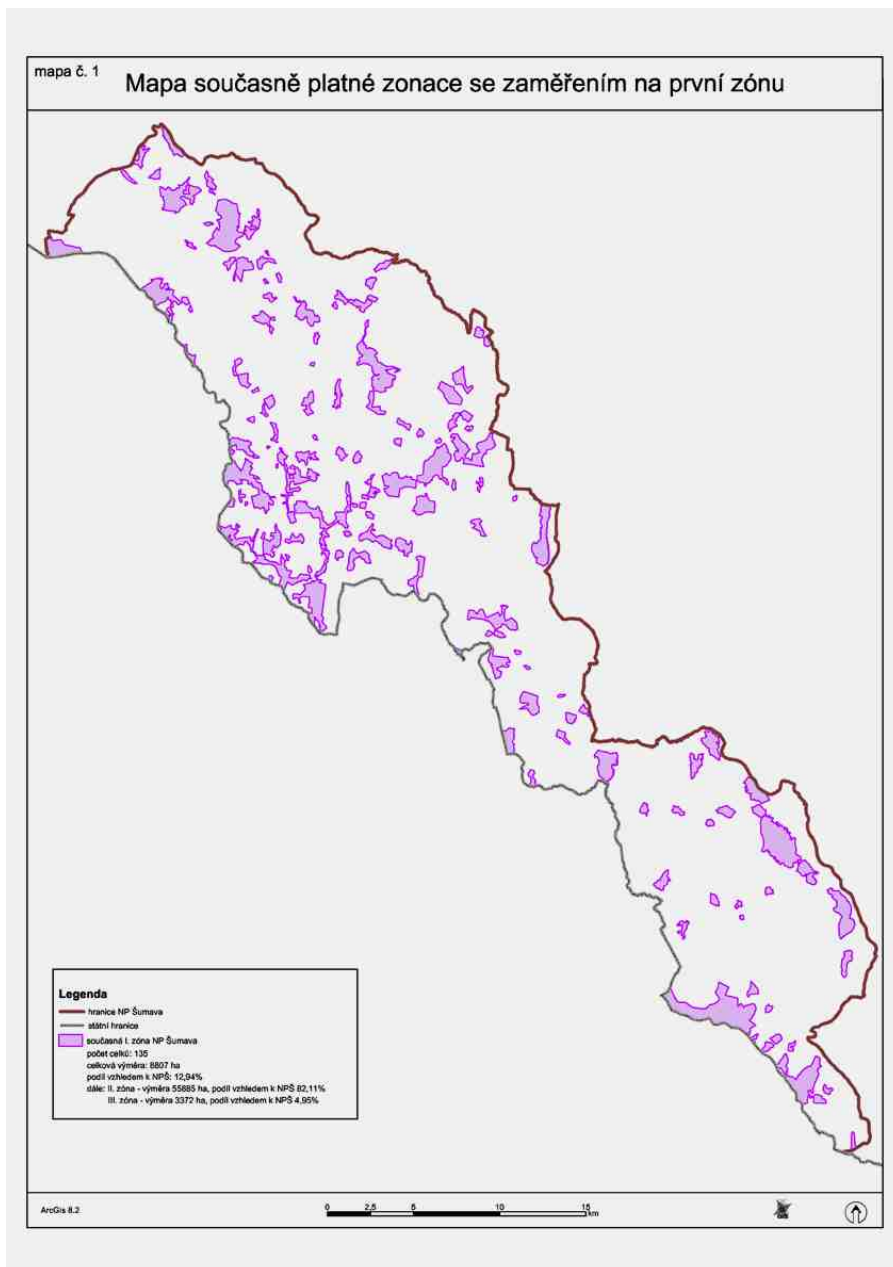 mapa č. 1
Mapa současně platné zonace se zaměřením na první zónu
Legenda
hranice NP Šumava
státní hranice
současná I. zóna NP Šumava
počet celků: 135
celková výměra: 8807 ha
podíl vzhledem k NPŠ: 12,94%
dále: II. zóna - výměra 55885 ha, podíl vzhledem k NPŠ 82,11%
III. zóna - výměra 3372 ha, podíl vzhledem k NPŠ 4,95%
ArcGis 8.2
0 2,5 5 10 15
km